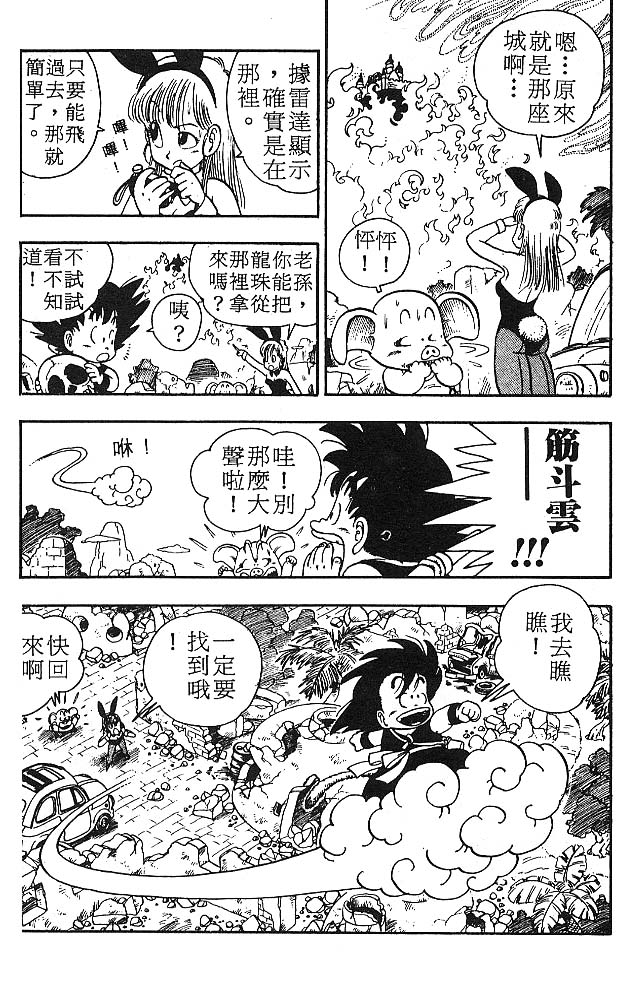 嗯…原來
就是那座
城啊…
怦怦
！！
據雷達顯示
，確實是在
那裡。
嗶！
嗶！
只要能飛
過去，那就
簡單了。
老孫，
你能把
龍珠從
那裡拿
來嗎？
咦？
不試試
看不知
道！
筋斗雲
!!!
哇！別
那麼大
聲啦！
咻！
我去瞧
瞧！
一定要
找到哦
！
快回
來啊